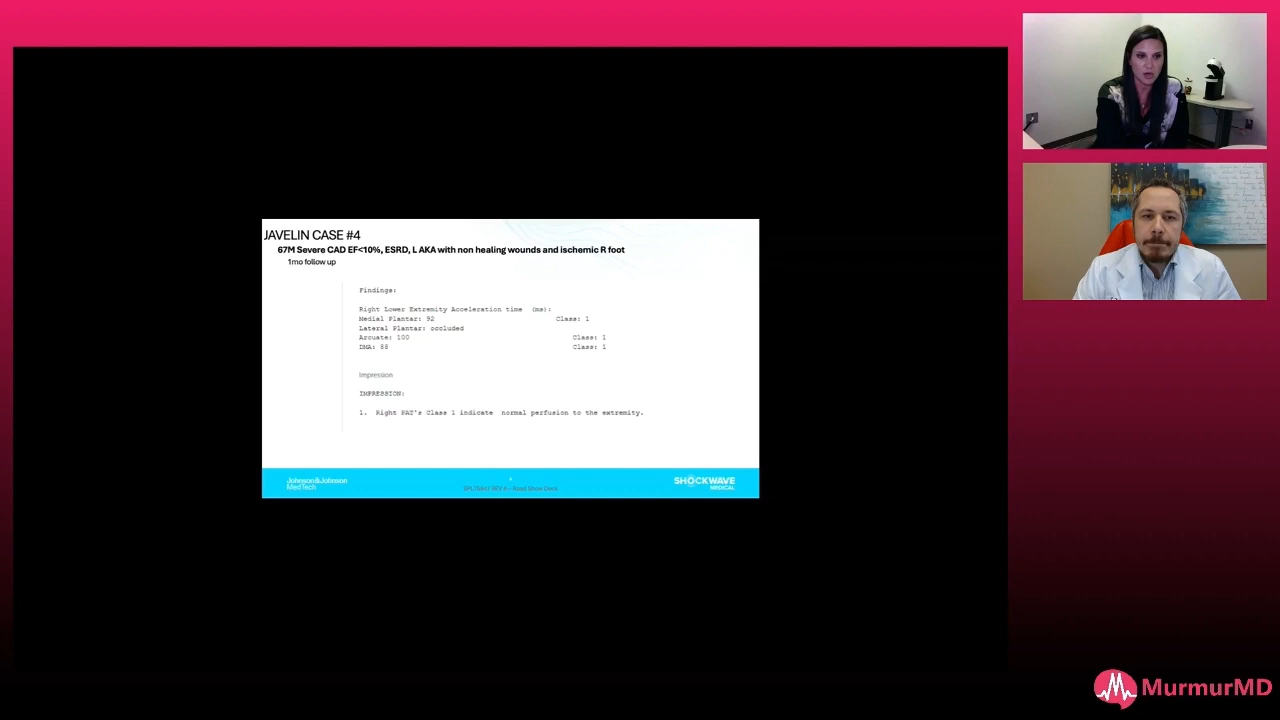 JAVELIN CASE #4
67M Severe CAD EF<10%, ESRD, L AKA with non healing wounds and ischemic R foot
1mo follow up
Findings:
Right Lower Extremity Acceleration time (ms):
Medial Plantar: 92 Class: 1
Lateral Plantar: occluded
Arcuate: 100 Class: 1
DMA: 88 Class: 1
Impression
IMPRESSION:
1. Right PAT's Class 1 indicate normal perfusion to the extremity.
Johnson&Johnson
MedTech
Road Show Deck
SHOCKWAVE
MEDICAL
MurmurMD